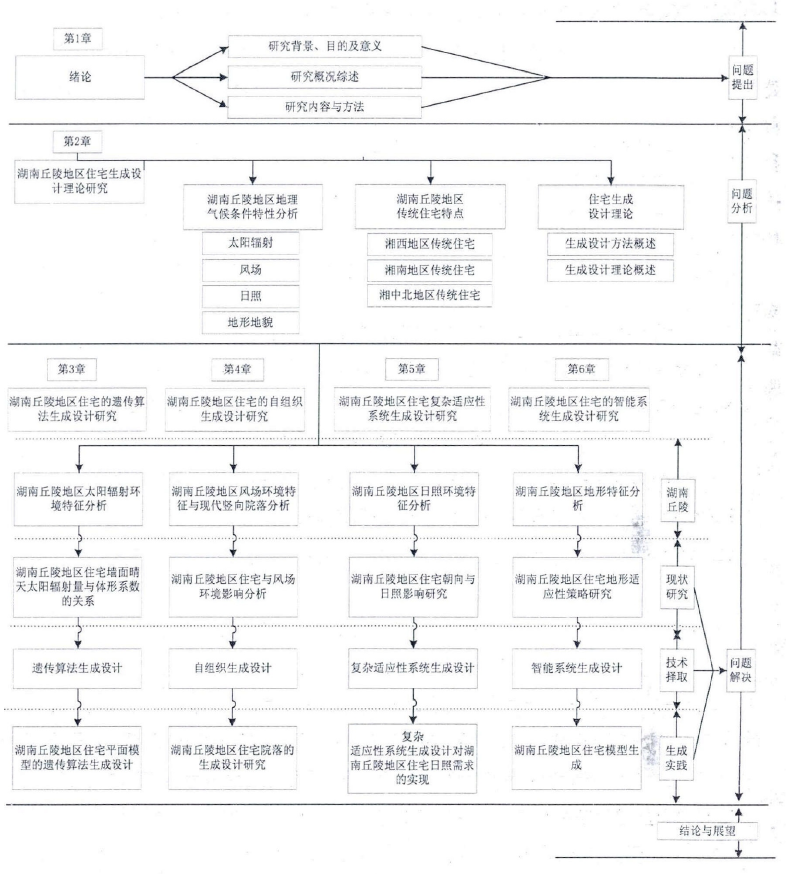 第1章
绪论
研究背景、目的及意义
研究概况综述
研究内容与方法
问题
提出
第2章
湖南丘陵地区住宅生成设
计理论研究
湖南丘陵地区地理
气候条件特性分析
太阳辐射
风场
日照
地形地貌
湖南丘陵地区
传统住宅特点
湘西地区传统住宅
湘南地区传统住宅
湘中北地区传统住宅
住宅生成
设计理论
生成设计方法概述
生成设计理论概述
问题
分析
第3章
湖南丘陵地区住宅的遗传算
法生成设计研究
第4章
湖南丘陵地区住宅的自组织
生成设计研究
第5章
湖南丘陵地区住宅复杂适应性
系统生成设计研究
第6章
湖南丘陵地区住宅的智能系
统生成设计研究
湖南丘陵地区太阳辐射环
境特征分析
湖南丘陵地区风场环境特
征与现代竖向院落分析
湖南丘陵地区日照环境特
征分析
湖南丘陵地区地形特征分
析
湖南
丘陵
湖南丘陵地区住宅墙面晴
天太阳辐射量与体形系数
的关系
湖南丘陵地区住宅与风场
环境影响分析
湖南丘陵地区住宅朝向与
日照影响研究
湖南丘陵地区住宅地形适
应性策略研究
现状
研究
遗传算法生成设计
自组织生成设计
复杂适应性系统生成设计
智能系统生成设计
技术
择取
问题
解决
湖南丘陵地区住宅平面模
型的遗传算法生成设计
湖南丘陵地区住宅院落的
生成设计研究
复杂
适应性系统生成设计对湖
南丘陵地区住宅日照需求
的实现
湖南丘陵地区住宅模型生
成
生成
实践
结论与展望